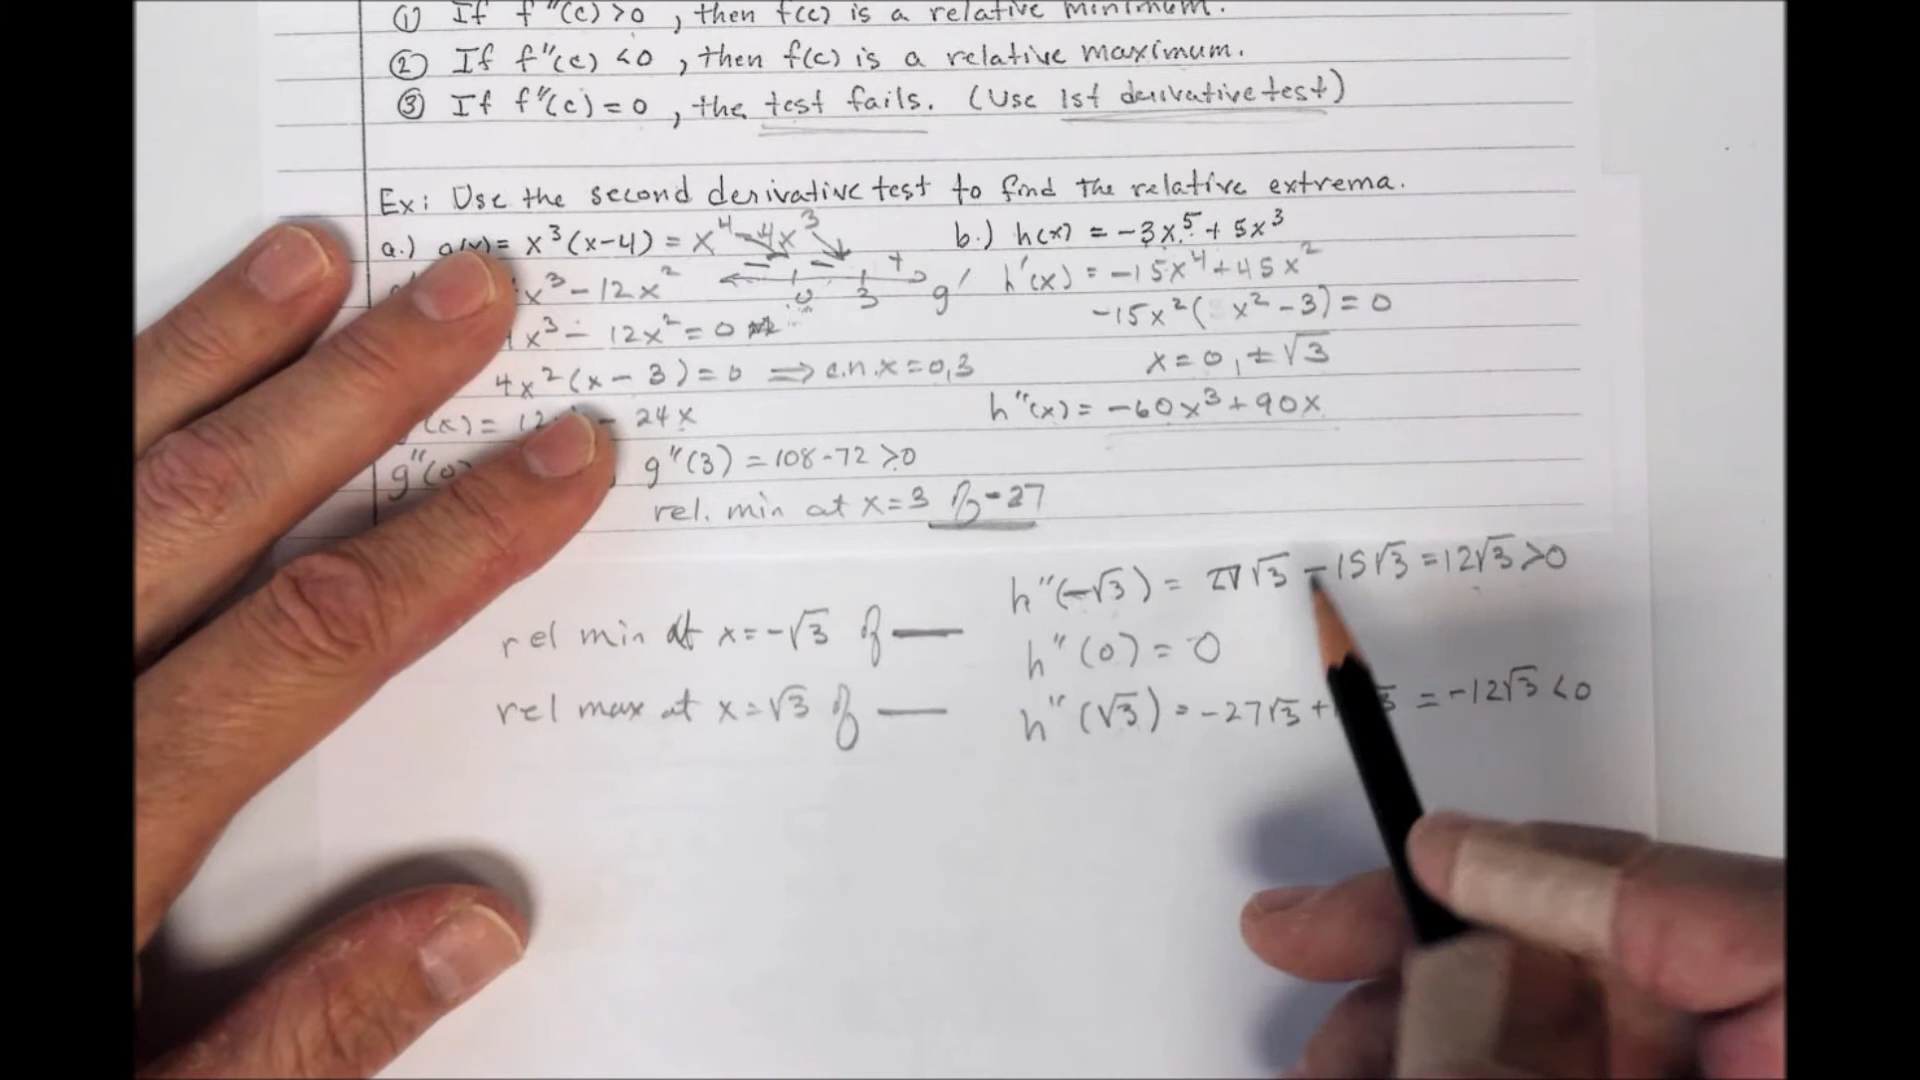 ① If f"(c) >0, then f(c) is a relative minimum.
② If f"(c) <0, then f(c) is a relative maximum.
③ If f"(c) = 0, the test fails. (Use 1st derivative test)
Ex: Use the second derivative test to find the relative extrema.
a.) g(x) = x³(x-4) = x⁴-4x³
x³ - 12x²
- - +
0 3 g'
4x³ - 12x² = 0
4x²(x - 3) = 0 ⟹ c.n. x = 0,3
(x) = 12 - 24x
g"(0 g"(3) = 108-72 >0
rel. min at x=3 of -27
b.) h(x) = -3x⁵ + 5x³
h'(x) = -15x⁴+45x²
-15x²( x² - 3) = 0
x = 0, ±√3
h"(x) = -60x³+90x
h"(-√3) = 27√3 - 15√3 = 12√3 >0
rel min at x=-√3 of ___
h"(0) = 0
rel max at x=√3 of ___
h"(√3) = -27√3 + = -12√3 <0